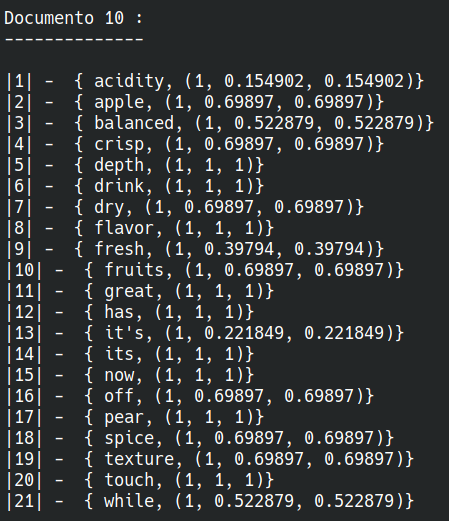 Documento 10 :
--------------
|1| -  { acidity, (1, 0.154902, 0.154902)}
|2| -  { apple, (1, 0.69897, 0.69897)}
|3| -  { balanced, (1, 0.522879, 0.522879)}
|4| -  { crisp, (1, 0.69897, 0.69897)}
|5| -  { depth, (1, 1, 1)}
|6| -  { drink, (1, 1, 1)}
|7| -  { dry, (1, 0.69897, 0.69897)}
|8| -  { flavor, (1, 1, 1)}
|9| -  { fresh, (1, 0.39794, 0.39794)}
|10| -  { fruits, (1, 0.69897, 0.69897)}
|11| -  { great, (1, 1, 1)}
|12| -  { has, (1, 1, 1)}
|13| -  { it's, (1, 0.221849, 0.221849)}
|14| -  { its, (1, 1, 1)}
|15| -  { now, (1, 1, 1)}
|16| -  { off, (1, 0.69897, 0.69897)}
|17| -  { pear, (1, 1, 1)}
|18| -  { spice, (1, 0.69897, 0.69897)}
|19| -  { texture, (1, 0.69897, 0.69897)}
|20| -  { touch, (1, 1, 1)}
|21| -  { while, (1, 0.522879, 0.522879)}